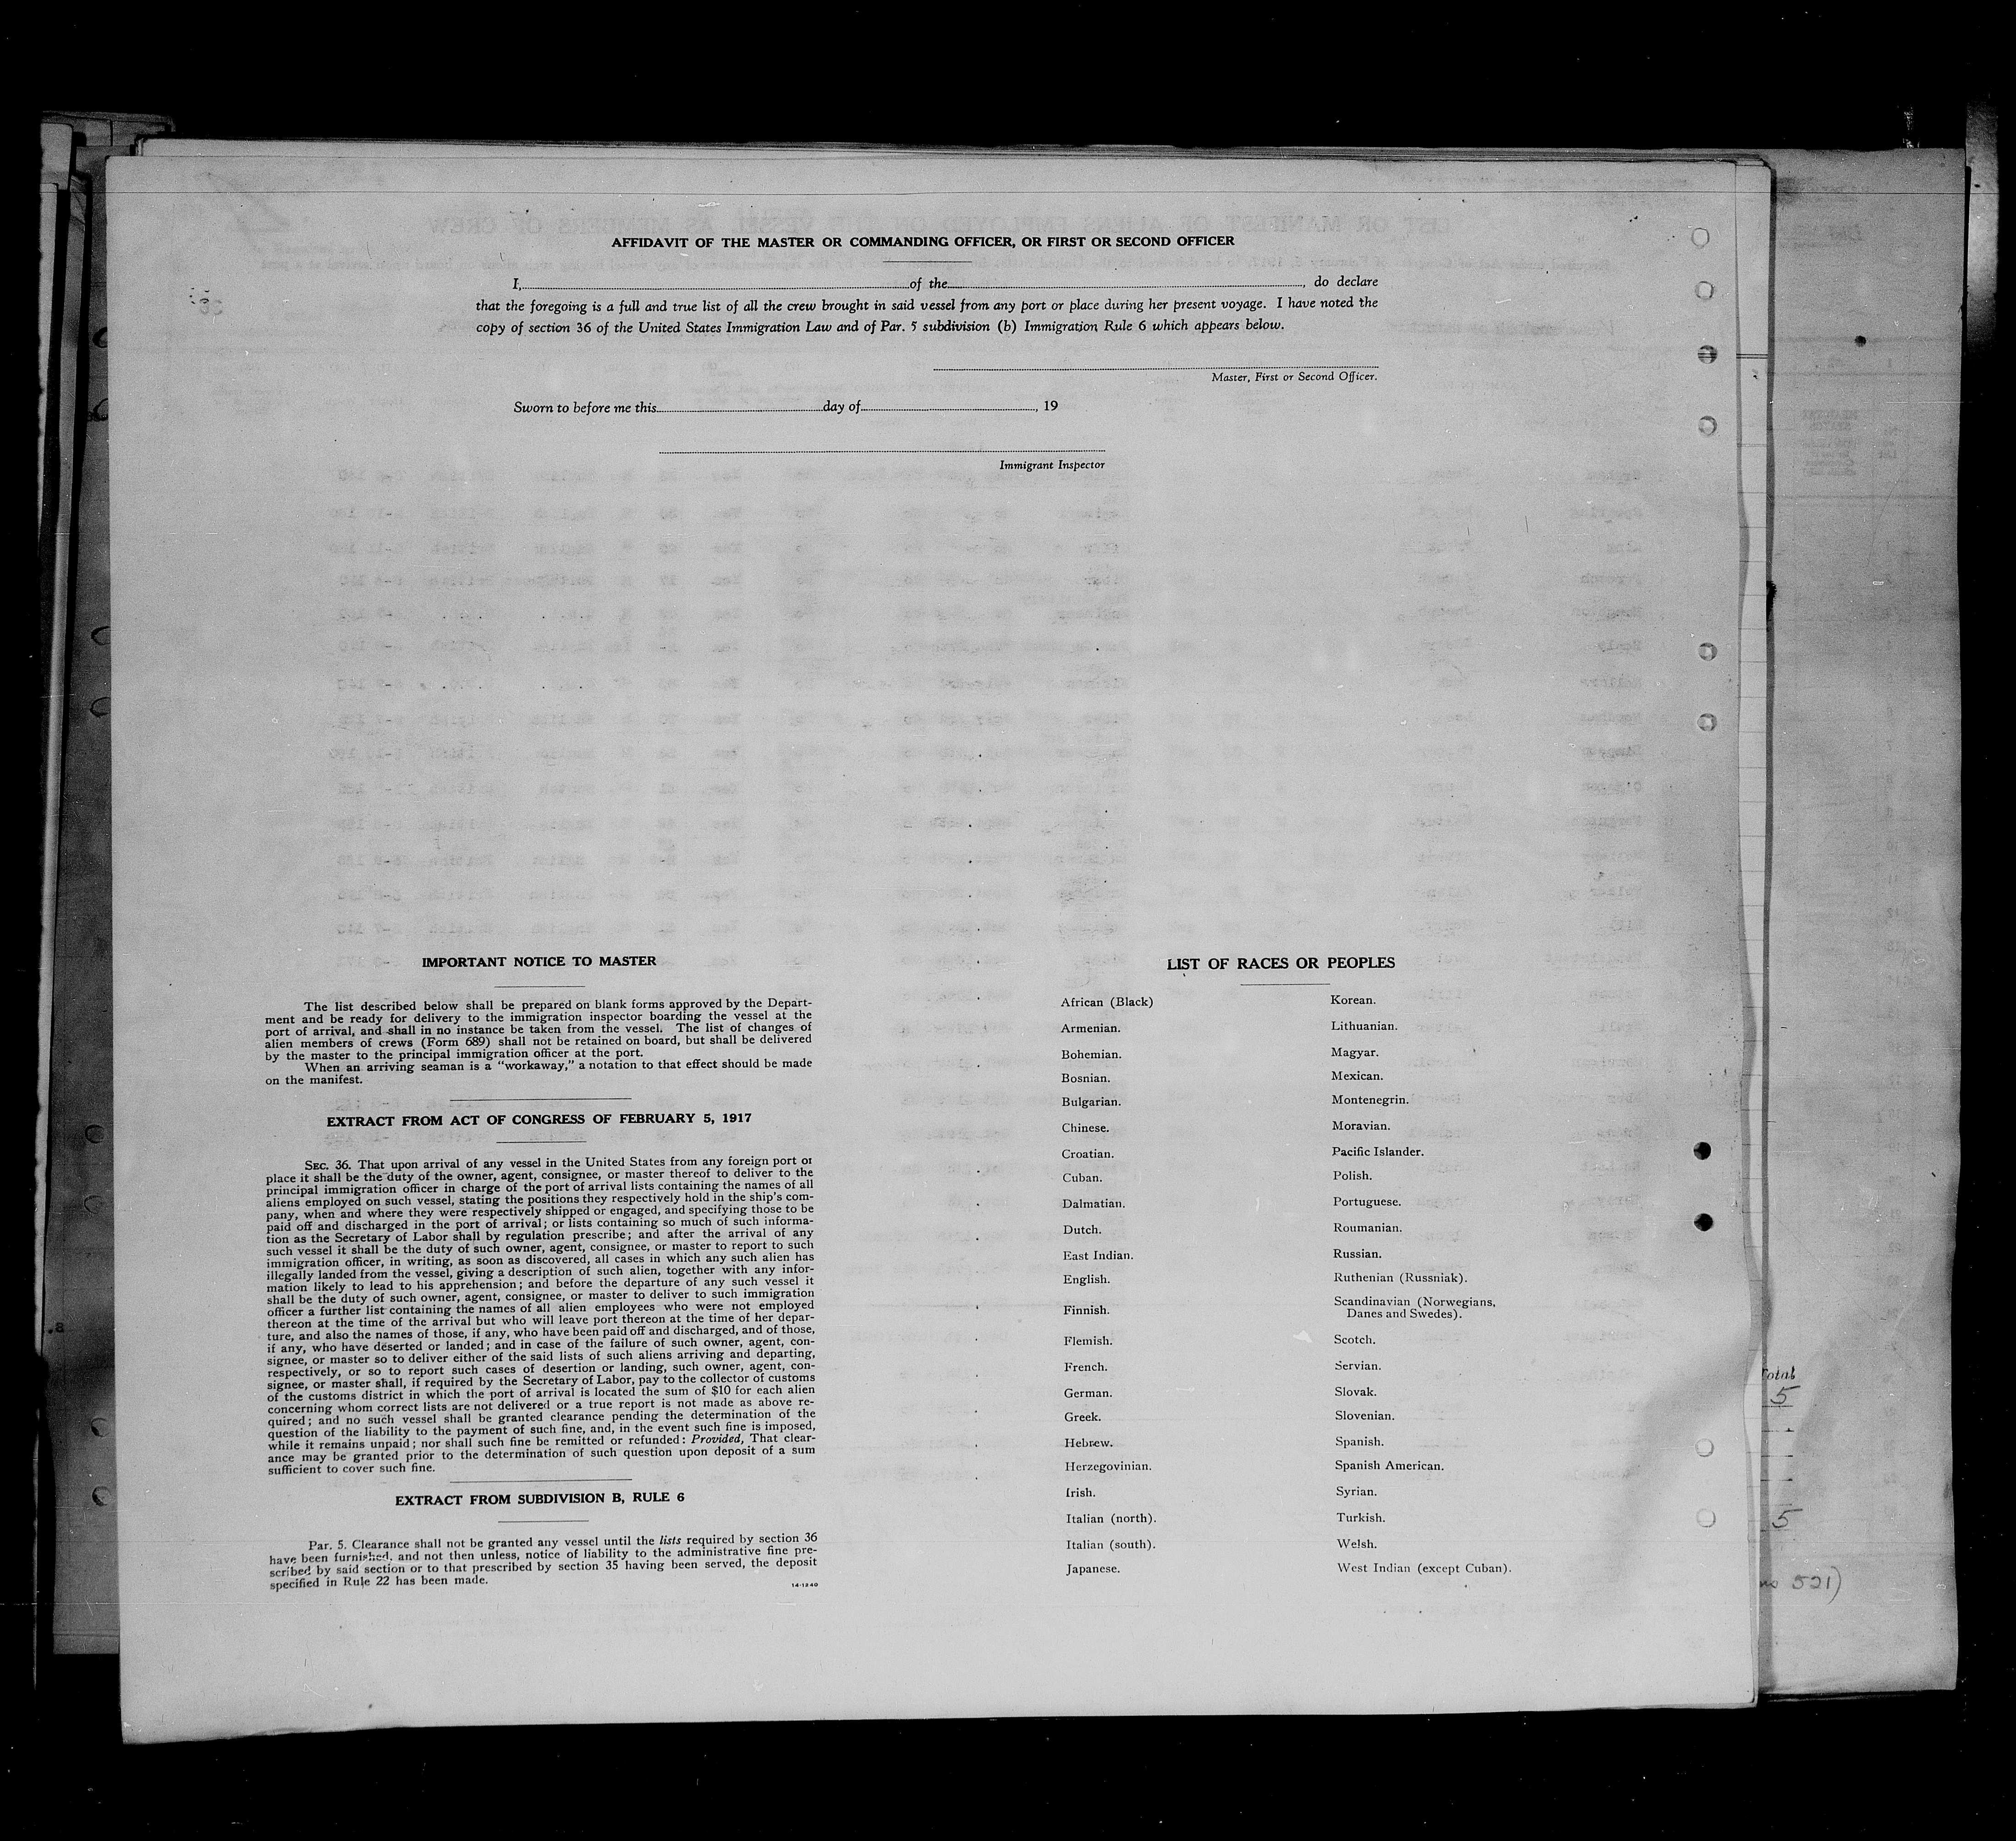 AFFIDAVIT OF THE MASTER OR COMMANDING OFFICER, OR FIRST OR SECOND OFFICER
I, of the , do declare
that the foregoing is a full and true list of all the crew brought in said vessel from any port or place during her present voyage. I have noted the
copy of section 36 of the United States Immigration Law and of Par. 5 subdivision (b) Immigration Rule 6 which appears below.
Master, First or Second Officer.
Sworn to before me this day of , 19
Immigrant Inspector
IMPORTANT NOTICE TO MASTER
The list described below shall be prepared on blank forms approved by the Depart-
ment and be ready for delivery to the immigration inspector boarding the vessel at the
port of arrival, and shall in no instance be taken from the vessel. The list of changes of
alien members of crews (Form 689) shall not be retained on board, but shall be delivered
by the master to the principal immigration officer at the port.
When an arriving seaman is a "workaway," a notation to that effect should be made
on the manifest.
EXTRACT FROM ACT OF CONGRESS OF FEBRUARY 5, 1917
SEC. 36. That upon arrival of any vessel in the United States from any foreign port or
place it shall be the duty of the owner, agent, consignee, or master thereof to deliver to the
principal immigration officer in charge of the port of arrival lists containing the names of all
aliens employed on such vessel, stating the positions they respectively hold in the ship's com-
pany, when and where they were respectively shipped or engaged, and specifying those to be
paid off and discharged in the port of arrival; or lists containing so much of such informa-
tion as the Secretary of Labor shall by regulation prescribe; and after the arrival of any
such vessel it shall be the duty of such owner, agent, consignee, or master to report to such
immigration officer, in writing, as soon as discovered, all cases in which any such alien has
illegally landed from the vessel, giving a description of such alien, together with any infor-
mation likely to lead to his apprehension; and before the departure of any such vessel it
shall be the duty of such owner, agent, consignee, or master to deliver to such immigration
officer a further list containing the names of all alien employees who were not employed
thereon at the time of the arrival but who will leave port thereon at the time of her depar-
ture, and also the names of those, if any, who have been paid off and discharged, and of those,
if any, who have deserted or landed; and in case of the failure of such owner, agent, con-
signee, or master so to deliver either of the said lists of such aliens arriving and departing,
respectively, or so to report such cases of desertion or landing, such owner, agent, con-
signee, or master shall, if required by the Secretary of Labor, pay to the collector of customs
of the customs district in which the port of arrival is located the sum of $10 for each alien
concerning whom correct lists are not delivered or a true report is not made as above re-
quired; and no such vessel shall be granted clearance pending the determination of the
question of the liability to the payment of such fine, and, in the event such fine is imposed,
while it remains unpaid; nor shall such fine be remitted or refunded: Provided, That clear-
ance may be granted prior to the determination of such question upon deposit of a sum
sufficient to cover such fine.
EXTRACT FROM SUBDIVISION B, RULE 6
Par. 5. Clearance shall not be granted any vessel until the lists required by section 36
have been furnished, and not then unless, notice of liability to the administrative fine pre-
scribed by said section or to that prescribed by section 35 having been served, the deposit
specified in Rule 22 has been made.
14-1240
LIST OF RACES OR PEOPLES
African (Black)
Armenian.
Bohemian.
Bosnian.
Bulgarian.
Chinese.
Croatian.
Cuban.
Dalmatian.
Dutch.
East Indian.
English.
Finnish.
Flemish.
French.
German.
Greek.
Hebrew.
Herzegovinian.
Irish.
Italian (north).
Italian (south).
Japanese.
Korean.
Lithuanian.
Magyar.
Mexican.
Montenegrin.
Moravian.
Pacific Islander.
Polish.
Portuguese.
Roumanian.
Russian.
Ruthenian (Russniak).
Scandinavian (Norwegians,
Danes and Swedes).
Scotch.
Servian.
Slovak.
Slovenian.
Spanish.
Spanish American.
Syrian.
Turkish.
Welsh.
West Indian (except Cuban).
Total
5
5
521)